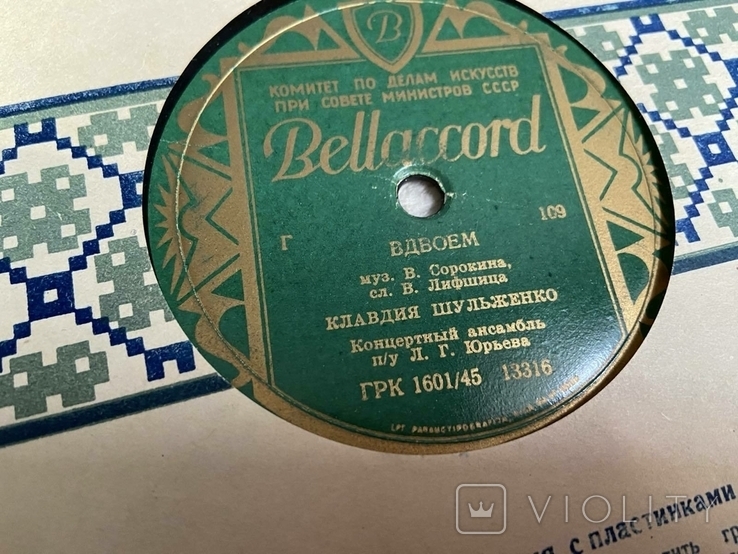 B
КОМИТЕТ ПО ДЕЛАМ ИСКУССТВ
ПРИ СОВЕТЕ МИНИСТРОВ СССР
Bellaccord
Г 109
ВДВОЕМ
муз. В. Сорокина,
сл. В. Лифшица
КЛАВДИЯ ШУЛЬЖЕНКО
Концертный ансамбль
п/у Л. Г. Юрьева
ГРК 1601/45 13316
с пластинками
VIOLITY